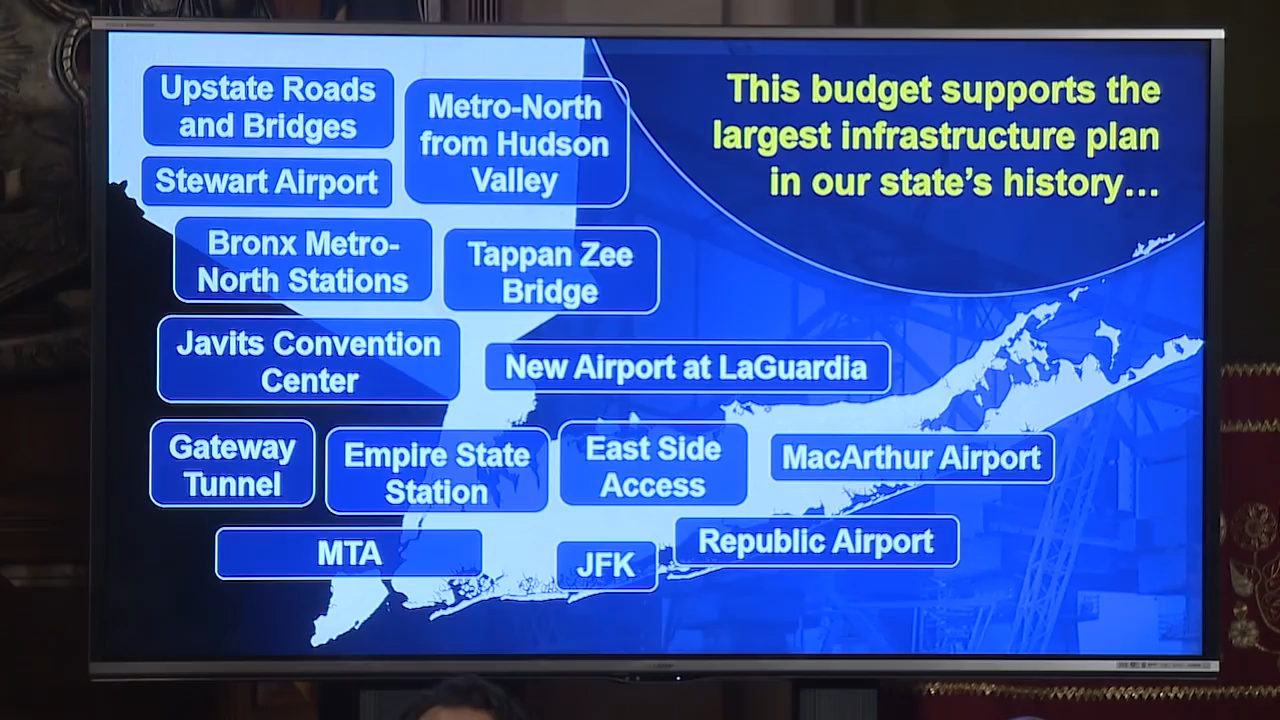 This budget supports the
largest infrastructure plan
in our state’s history…
Upstate Roads
and Bridges
Metro-North
from Hudson
Valley
Stewart Airport
Bronx Metro-
North Stations
Tappan Zee
Bridge
Javits Convention
Center
New Airport at LaGuardia
Gateway
Tunnel
Empire State
Station
East Side
Access
MacArthur Airport
MTA
JFK
Republic Airport